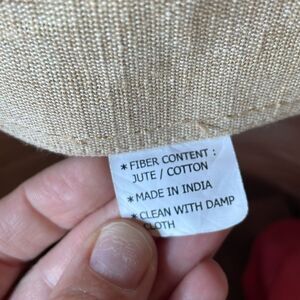 * FIBER CONTENT :
JUTE / COTTON
* MADE IN INDIA
* CLEAN WITH DAMP
CLOTH